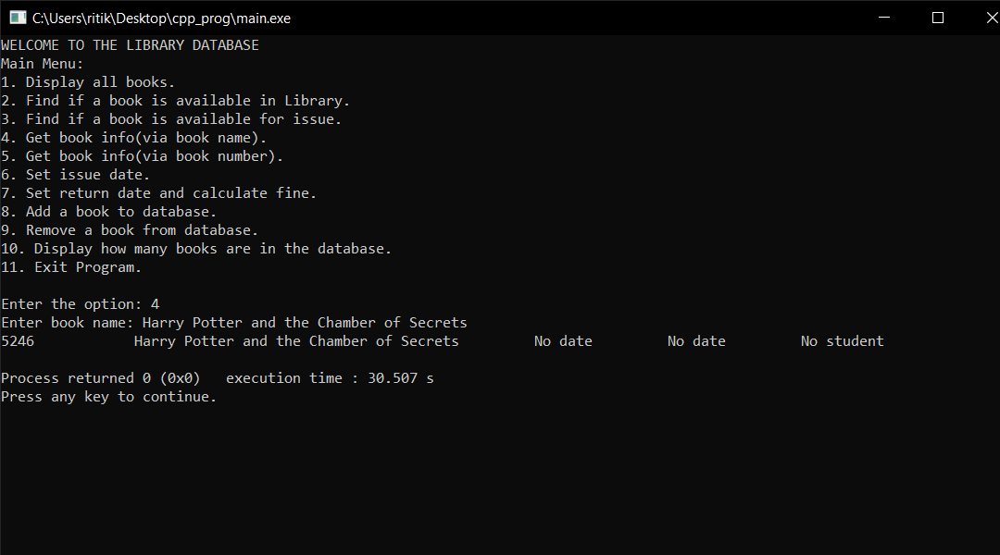 C:\Users\ritik\Desktop\cpp_prog\main.exe
WELCOME TO THE LIBRARY DATABASE
Main Menu:
1. Display all books.
2. Find if a book is available in Library.
3. Find if a book is available for issue.
4. Get book info(via book name).
5. Get book info(via book number).
6. Set issue date.
7. Set return date and calculate fine.
8. Add a book to database.
9. Remove a book from database.
10. Display how many books are in the database.
11. Exit Program.
Enter the option: 4
Enter book name: Harry Potter and the Chamber of Secrets
5246            Harry Potter and the Chamber of Secrets         No date         No date         No student
Process returned 0 (0x0)   execution time : 30.507 s
Press any key to continue.